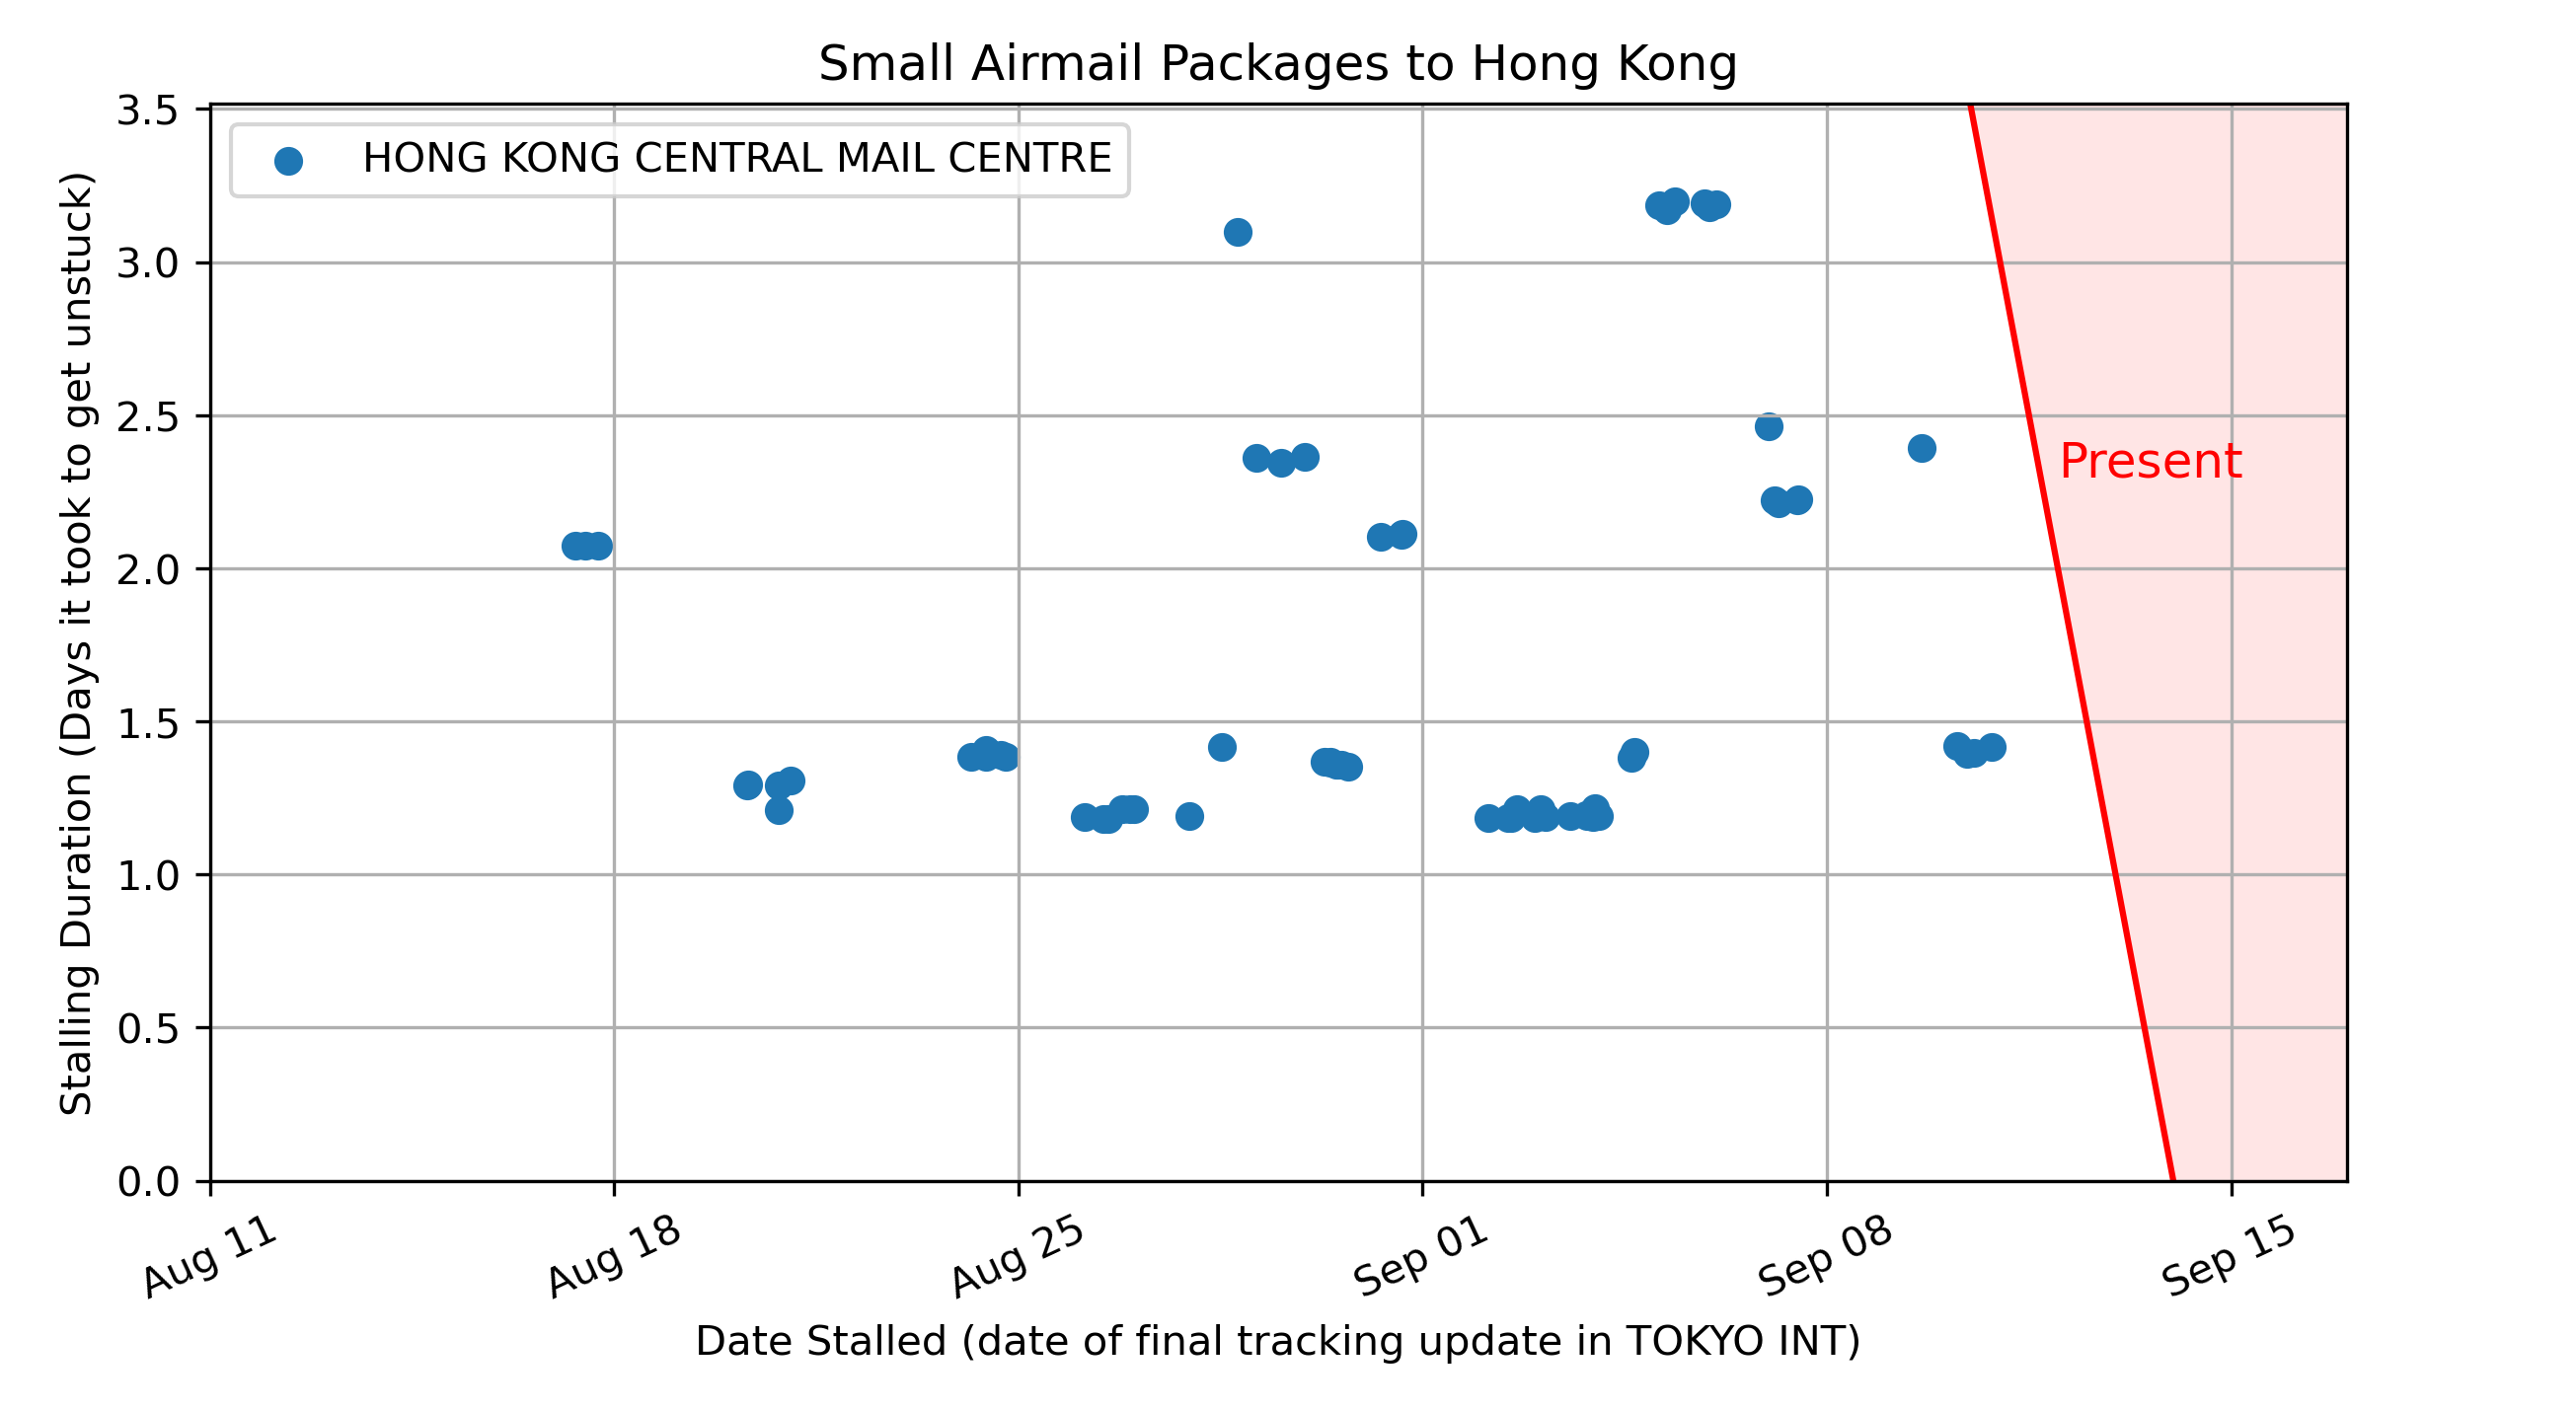 Small Airmail Packages to Hong Kong
HONG KONG CENTRAL MAIL CENTRE
Stalling Duration (Days it took to get unstuck)
3.5
3.0
2.5
2.0
1.5
1.0
0.5
0.0
Present
Aug 11
Aug 18
Aug 25
Sep 01
Sep 08
Sep 15
Date Stalled (date of final tracking update in TOKYO INT)